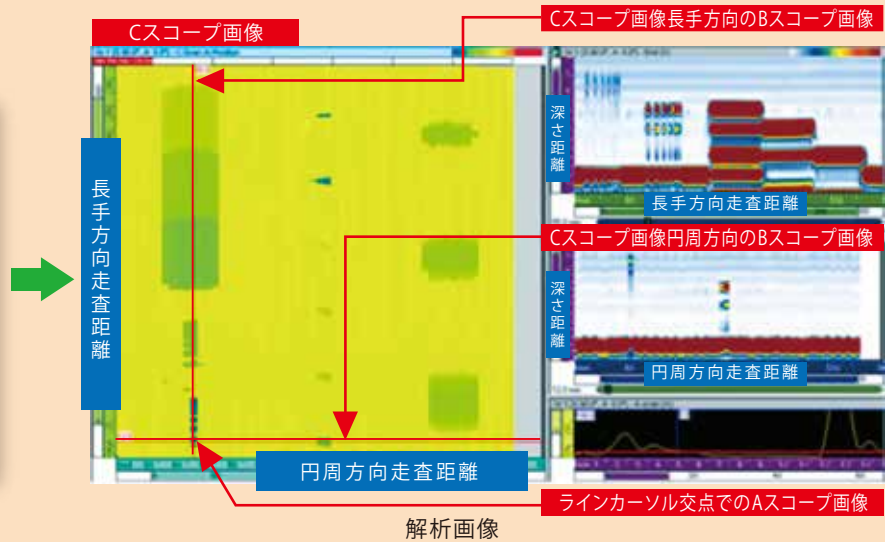 Cスコープ画像
Cスコープ画像長手方向のBスコープ画像
長手方向走査距離
深さ距離
長手方向走査距離
Cスコープ画像円周方向のBスコープ画像
深さ距離
円周方向走査距離
円周方向走査距離
ラインカーソル交点でのAスコープ画像
解析画像